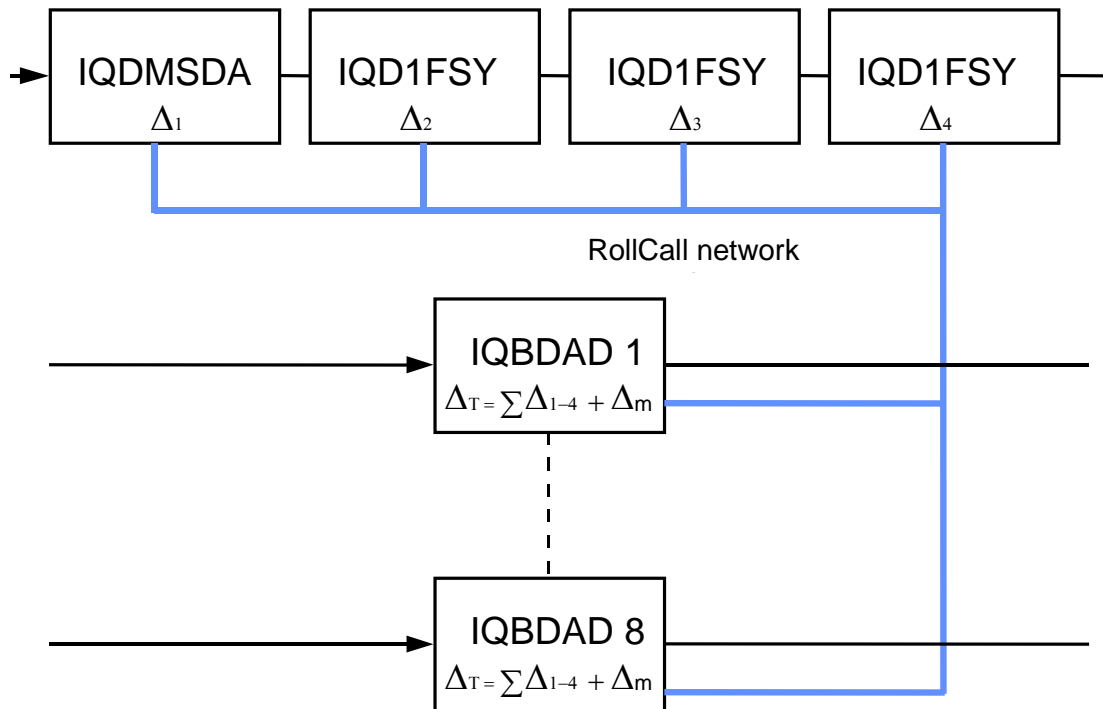 IQDMSDA
Δ1
IQD1FSY
Δ2
IQD1FSY
Δ3
IQD1FSY
Δ4
RollCall network
IQBDAD 1
ΔT = ∑Δ1–4 + Δm
IQBDAD 8
ΔT = ∑Δ1–4 + Δm